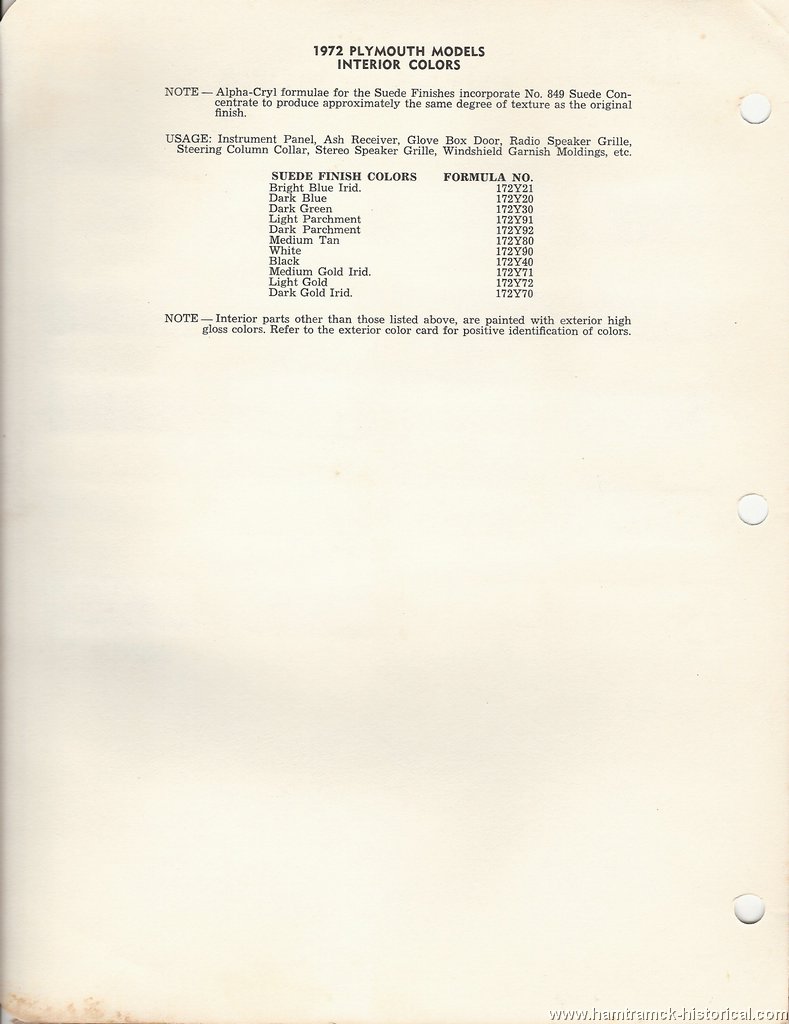 1972 PLYMOUTH MODELS
INTERIOR COLORS
NOTE — Alpha-Cryl formulae for the Suede Finishes incorporate No. 849 Suede Con-
centrate to produce approximately the same degree of texture as the original
finish.
USAGE: Instrument Panel, Ash Receiver, Glove Box Door, Radio Speaker Grille,
Steering Column Collar, Stereo Speaker Grille, Windshield Garnish Moldings, etc.
SUEDE FINISH COLORS FORMULA NO.
Bright Blue Irid. 172Y21
Dark Blue 172Y20
Dark Green 172Y30
Light Parchment 172Y91
Dark Parchment 172Y92
Medium Tan 172Y80
White 172Y90
Black 172Y40
Medium Gold Irid. 172Y71
Light Gold 172Y72
Dark Gold Irid. 172Y70
NOTE — Interior parts other than those listed above, are painted with exterior high
gloss colors. Refer to the exterior color card for positive identification of colors.
www.hamtramck-historical.com